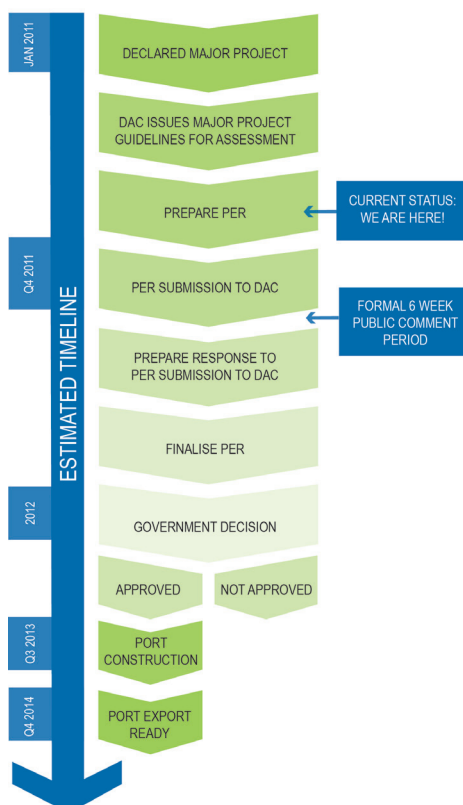 JAN 2011
DECLARED MAJOR PROJECT
DAC ISSUES MAJOR PROJECT
GUIDELINES FOR ASSESSMENT
PREPARE PER
CURRENT STATUS:
WE ARE HERE!
Q4 2011
PER SUBMISSION TO DAC
FORMAL 6 WEEK
PUBLIC COMMENT
PERIOD
ESTIMATED TIMELINE
PREPARE RESPONSE TO
PER SUBMISSION TO DAC
FINALISE PER
2012
GOVERNMENT DECISION
APPROVED
NOT APPROVED
Q3 2013
PORT
CONSTRUCTION
Q4 2014
PORT EXPORT
READY